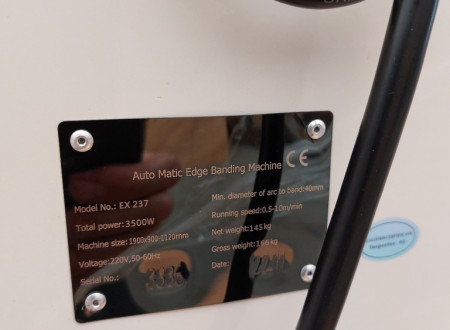 Auto Matic Edge Banding Machine CE
Model No.: EX 237
Total power: 3500W
Machine size: 1900x500x1120mm
Voltage: 220V, 50-60Hz
Serial No.:
Min. diameter of arc to band: 40mm
Running speed: 0.5-10m/min
Net weight: 145kg
Gross weight: 166kg
Date: